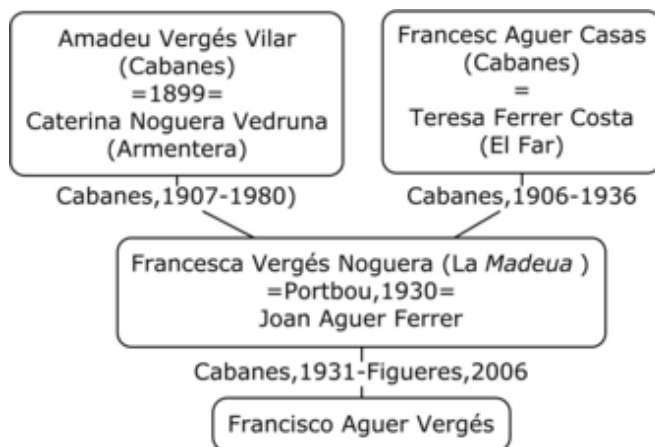 Amadeu Vergés Vilar
(Cabanes)
=1899=
Caterina Noguera Vedruna
(Armentera)
Francesc Aguer Casas
(Cabanes)
=
Teresa Ferrer Costa
(El Far)
Cabanes,1907-1980)
Cabanes,1906-1936
Francesca Vergés Noguera (La Madeua )
=Portbou,1930=
Joan Aguer Ferrer
Cabanes,1931-Figueres,2006
Francisco Aguer Vergés